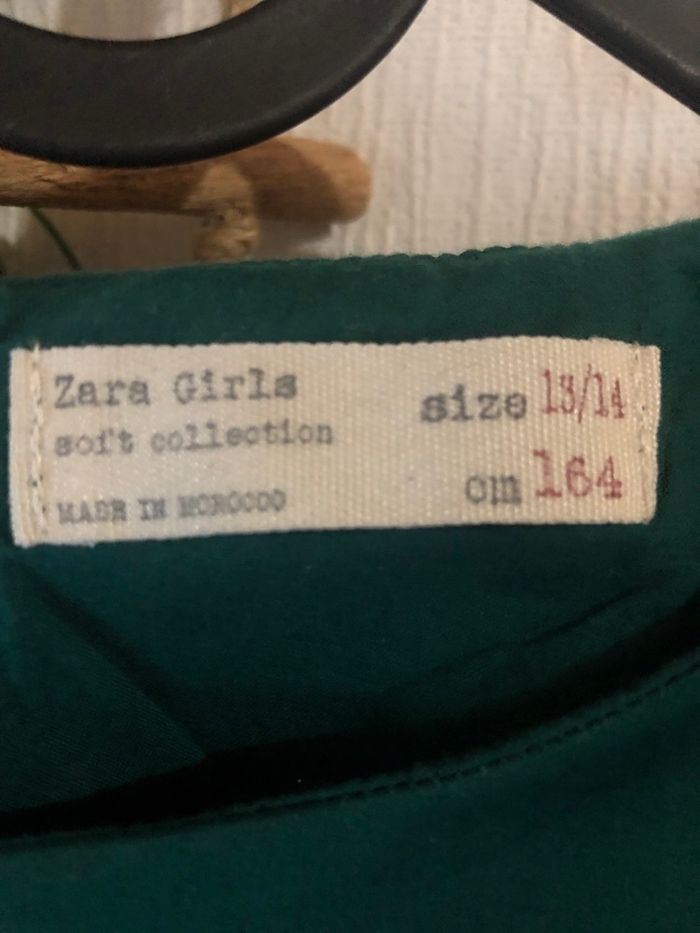 Zara Girls
soft collection
MADE IN MOROCCO
size 13/14
cm 164